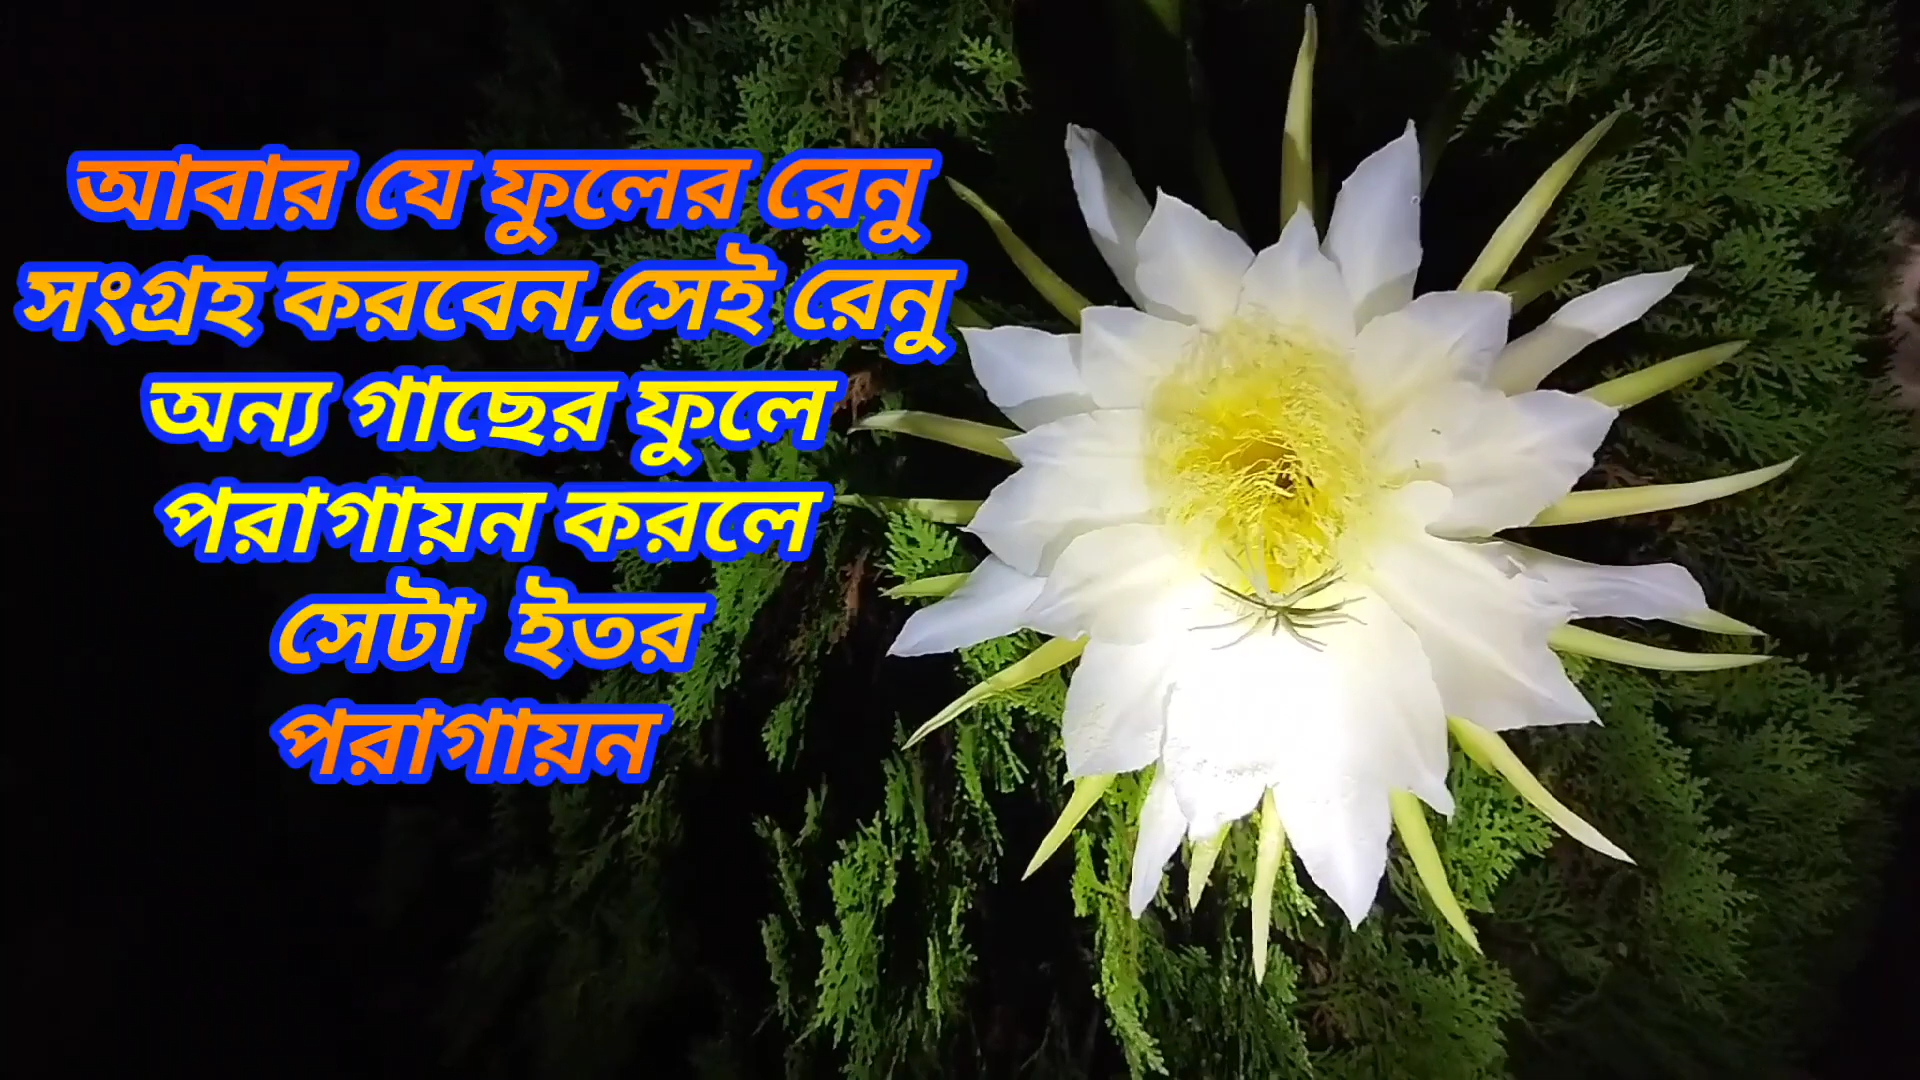 আবার যে ফুলের রেনু
সংগ্রহ করবেন,সেই রেনু
অন্য গাছের ফুলে
পরাগায়ন করলে
সেটা ইতর
পরাগায়ন